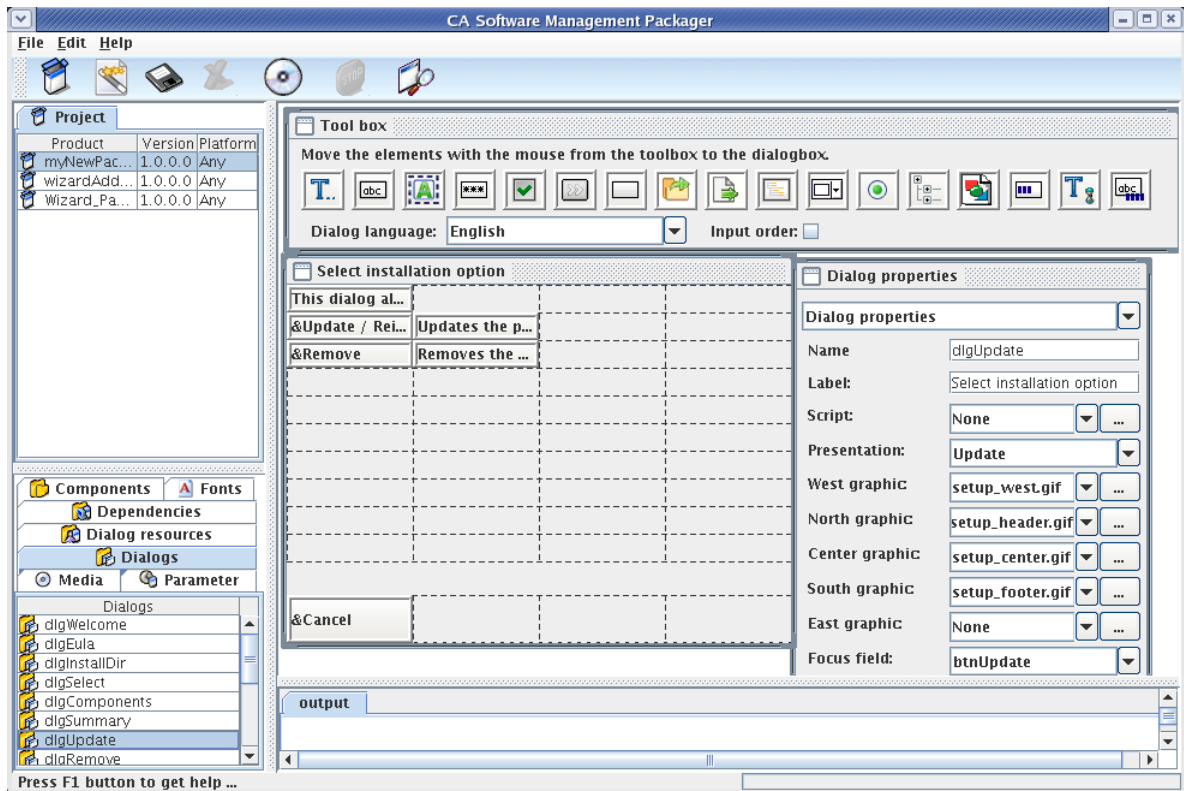 CA Software Management Packager
File Edit Help
STOP
Project
Product Version Platform
myNewPac... 1.0.0.0 Any
wizardAdd... 1.0.0.0 Any
Wizard_Pa... 1.0.0.0 Any
Components
Fonts
Dependencies
Dialog resources
Dialogs
Media
Parameter
Dialogs
dlgWelcome
dlgEula
dlgInstallDir
dlgSelect
dlgComponents
dlgSummary
dlgUpdate
dlgRemove
Tool box
Move the elements with the mouse from the toolbox to the dialogbox.
T.. abc A *** T abc
Dialog language: English Input order:
Select installation option
This dialog al...
&Update / Rei... Updates the p...
&Remove Removes the ...
&Cancel
Dialog properties
Dialog properties
Name dlgUpdate
Label: Select installation option
Script: None ...
Presentation: Update
West graphic: setup_west.gif ...
North graphic: setup_header.gif ...
Center graphic: setup_center.gif ...
South graphic: setup_footer.gif ...
East graphic: None ...
Focus field: btnUpdate
output
Press F1 button to get help ...